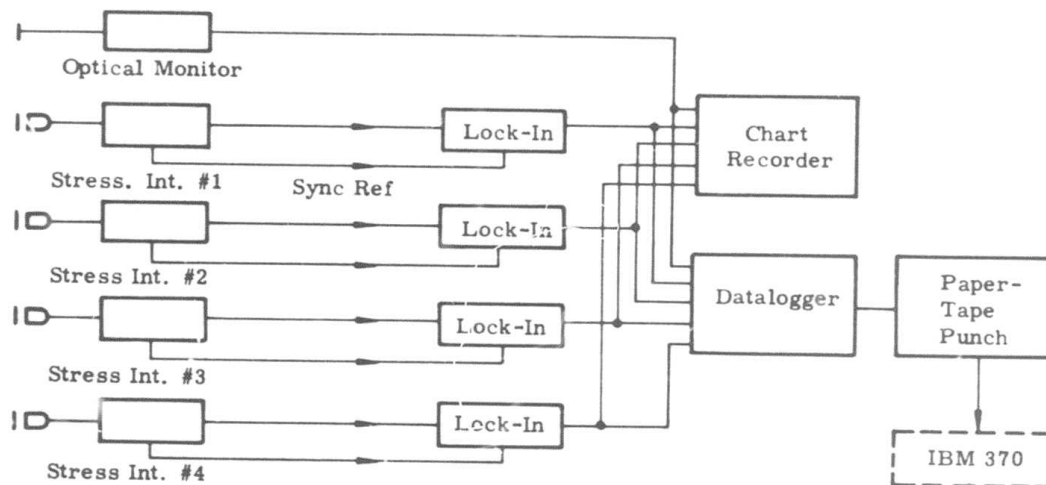 Optical Monitor
Lock-In
Chart
Recorder
Stress. Int. #1
Sync Ref
Lock-In
Stress Int. #2
Datalogger
Paper-
Tape
Punch
Lock-In
Stress Int. #3
Lock-In
IBM 370
Stress Int. #4